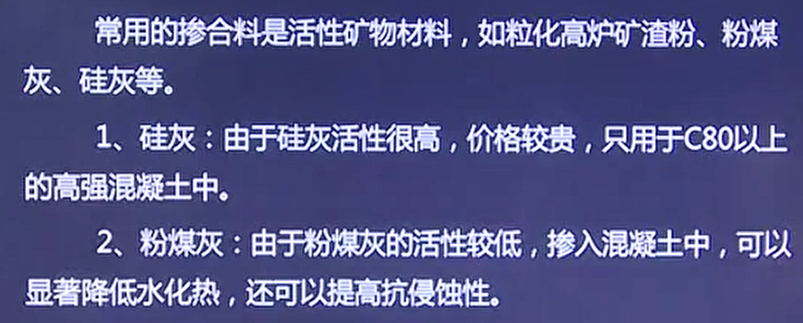 常用的掺合料是活性矿物材料，如粒化高炉矿渣粉、粉煤
灰、硅灰等。
1、硅灰：由于硅灰活性很高，价格较贵，只用于C80以上
的高强混凝土中。
2、粉煤灰：由于粉煤灰的活性较低，掺入混凝土中，可以
显著降低水化热，还可以提高抗侵蚀性。